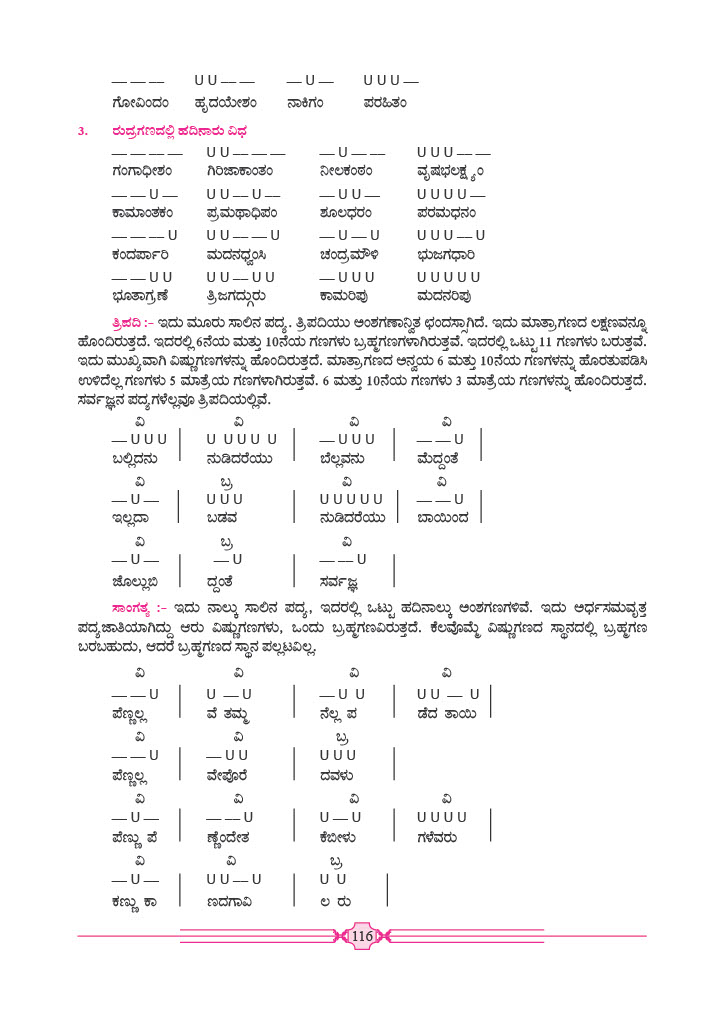 — — —   U U — —   — U —   U U U —
ಗೋವಿಂದಂ   ಹೃದಯೇಶಂ   ನಾಕಿಗಂ   ಪರಹಿತಂ
3. ರುದ್ರಗಣದಲ್ಲಿ ಹದಿನಾರು ವಿಧ
— — — —   U U — — —   — U — —   U U U — —
ಗಂಗಾಧೀಶಂ   ಗಿರಿಜಾಕಾಂತಂ   ನೀಲಕಂಠಂ   ವೃಷಭಲಕ್ಷ್ಯಂ
— — U —   U U — U —   — U U —   U U U U —
ಕಾಮಾಂತಕಂ   ಪ್ರಮಥಾಧಿಪಂ   ಶೂಲಧರಂ   ಪರಮಧನಂ
— — — U   U U — — U   — U — U   U U U — U
ಕಂದರ್ಪಾರಿ   ಮದನಧ್ವಂಸಿ   ಚಂದ್ರಮೌಳಿ   ಭುಜಗಧಾರಿ
— — U U   U U — U U   — U U U   U U U U U
ಭೂತಾಗ್ರಣಿ   ತ್ರಿಜಗದ್ಗುರು   ಕಾಮರಿಪು   ಮದನರಿಪು
ತ್ರಿಪದಿ :- ಇದು ಮೂರು ಸಾಲಿನ ಪದ್ಯ. ತ್ರಿಪದಿಯು ಅಂಶಗಣಾನ್ವಿತ ಛಂದಸ್ಸಾಗಿದೆ. ಇದು ಮಾತ್ರಾಗಣದ ಲಕ್ಷಣವನ್ನೂ
ಹೊಂದಿರುತ್ತದೆ. ಇದರಲ್ಲಿ 6ನೆಯ ಮತ್ತು 10ನೆಯ ಗಣಗಳು ಬ್ರಹ್ಮಗಣಗಳಾಗಿರುತ್ತವೆ. ಇದರಲ್ಲಿ ಒಟ್ಟು 11 ಗಣಗಳು ಬರುತ್ತವೆ.
ಇದು ಮುಖ್ಯವಾಗಿ ವಿಷ್ಣುಗಣಗಳನ್ನು ಹೊಂದಿರುತ್ತದೆ. ಮಾತ್ರಾಗಣದ ಅನ್ವಯ 6 ಮತ್ತು 10ನೆಯ ಗಣಗಳನ್ನು ಹೊರತುಪಡಿಸಿ
ಉಳಿದೆಲ್ಲ ಗಣಗಳು 5 ಮಾತ್ರೆಯ ಗಣಗಳಾಗಿರುತ್ತವೆ. 6 ಮತ್ತು 10ನೆಯ ಗಣಗಳು 3 ಮಾತ್ರೆಯ ಗಣಗಳನ್ನು ಹೊಂದಿರುತ್ತದೆ.
ಸರ್ವಜ್ಞನ ಪದ್ಯಗಳೆಲ್ಲವೂ ತ್ರಿಪದಿಯಲ್ಲಿವೆ.
ವಿ   ವಿ   ವಿ   ವಿ
— U U U | U U U U U | — U U U | — — U |
ಬಲ್ಲಿದನು   ನುಡಿದರೆಯು   ಬೆಲ್ಲವನು   ಮೆದ್ದಂತೆ
ವಿ   ಬ್ರ   ವಿ   ವಿ
— U — | U U U | U U U U U | — — U |
ಇಲ್ಲದಾ   ಬಡವ   ನುಡಿದರೆಯು   ಬಾಯಿಂದ
ವಿ   ಬ್ರ   ವಿ
— U — | — U | — — U |
ಜೊಲ್ಲುಬಿ   ದ್ದಂತೆ   ಸರ್ವಜ್ಞ
ಸಾಂಗತ್ಯ :- ಇದು ನಾಲ್ಕು ಸಾಲಿನ ಪದ್ಯ, ಇದರಲ್ಲಿ ಒಟ್ಟು ಹದಿನಾಲ್ಕು ಅಂಶಗಣಗಳಿವೆ. ಇದು ಅರ್ಧಸಮವೃತ್ತ
ಪದ್ಯಜಾತಿಯಾಗಿದ್ದು ಆರು ವಿಷ್ಣುಗಣಗಳು, ಒಂದು ಬ್ರಹ್ಮಗಣವಿರುತ್ತದೆ. ಕೆಲವೊಮ್ಮೆ ವಿಷ್ಣುಗಣದ ಸ್ಥಾನದಲ್ಲಿ ಬ್ರಹ್ಮಗಣ
ಬರಬಹುದು, ಆದರೆ ಬ್ರಹ್ಮಗಣದ ಸ್ಥಾನ ಪಲ್ಲಟವಿಲ್ಲ.
ವಿ   ವಿ   ವಿ   ವಿ
— — U | U — U | — U U | U U — U |
ಪೆಣ್ಣಲ್ಲ   ವೆ ತಮ್ಮ   ನೆಲ್ಲ ಪ   ಡೆದ ತಾಯಿ
ವಿ   ವಿ   ಬ್ರ
— — U | — U U | U U U |
ಪೆಣ್ಣಲ್ಲ   ವೇಪೊರೆ   ದವಳು
ವಿ   ವಿ   ವಿ   ವಿ
— U — | — — U | U — U | U U U U |
ಪೆಣ್ಣು ಪೆ   ಣ್ಣೆಂದೇತ   ಕೆಬೀಳು   ಗಳೆವರು
ವಿ   ವಿ   ಬ್ರ
— U — | U U — U | U U |
ಕಣ್ಣು ಕಾ   ಣದಗಾವಿ   ಲ ರು
116